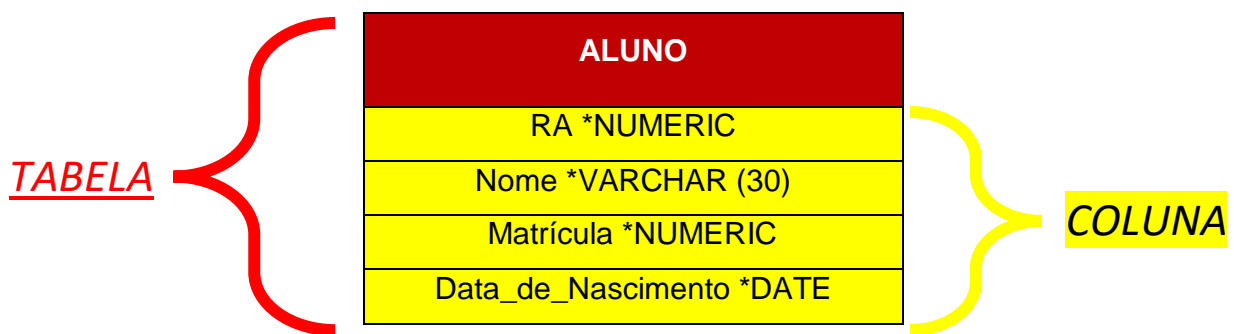 ALUNO
RA *NUMERIC
TABELA
Nome *VARCHAR (30)
COLUNA
Matrícula *NUMERIC
Data_de_Nascimento *DATE